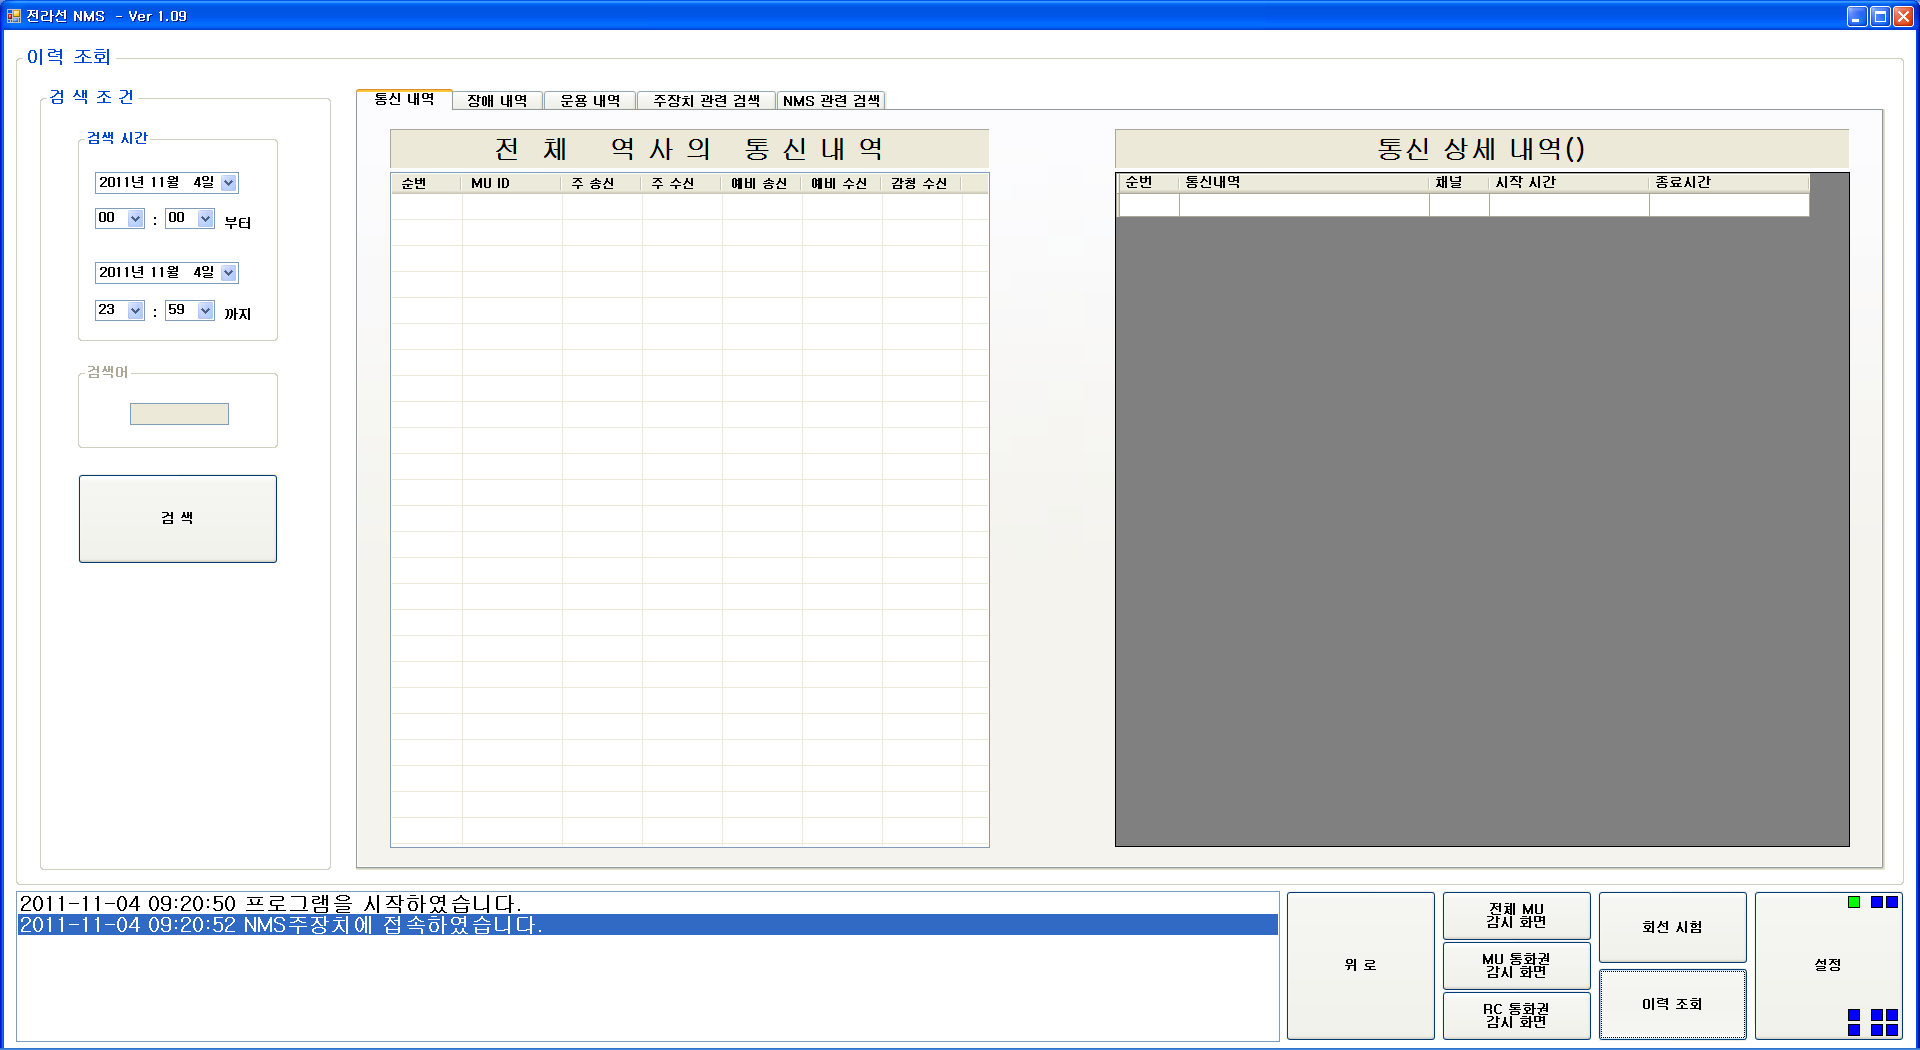 전라선 NMS - Ver 1.09
이력 조회
검 색 조 건
검색 시간
2011년 11월 4일
00 : 00 부터
2011년 11월 4일
23 : 59 까지
검색어
검 색
통신 내역 장애 내역 운용 내역 주장치 관련 검색 NMS 관련 검색
전 체 역 사 의 통 신 내 역
순번 MU ID 주 송신 주 수신 예비 송신 예비 수신 감청 수신
통신 상세 내역()
순번 통신내역 채널 시작 시간 종료시간
2011-11-04 09:20:50 프로그램을 시작하였습니다.
2011-11-04 09:20:52 NMS주장치에 접속하였습니다.
위 로
전체 MU
감시 화면
MU 통화권
감시 화면
RC 통화권
감시 화면
회선 시험
이력 조회
설정